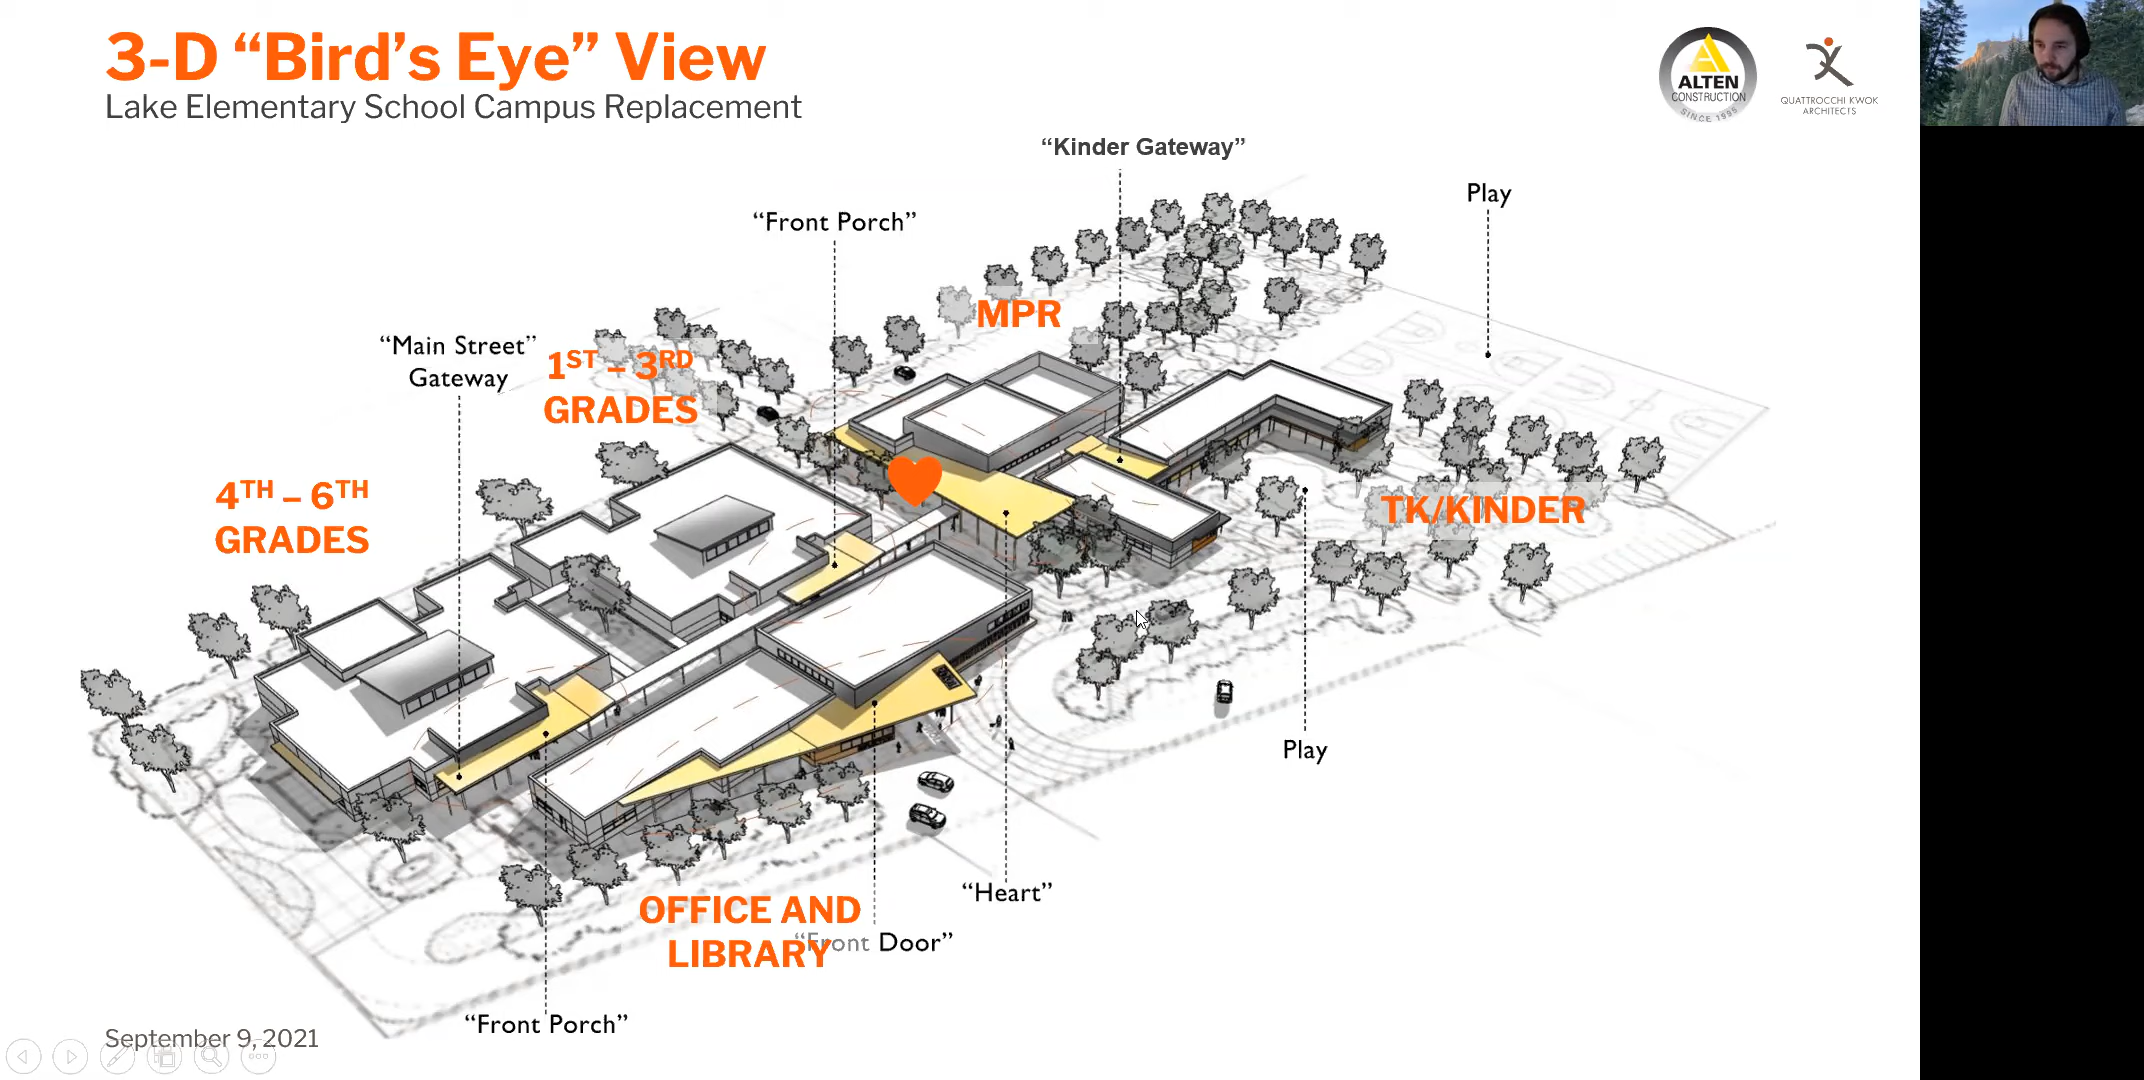 3-D “Bird’s Eye” View
Lake Elementary School Campus Replacement
ALTEN
CONSTRUCTION
SINCE 1995
QUATTROCCHI KWOK
ARCHITECTS
“Kinder Gateway”
Play
“Front Porch”
MPR
“Main Street”
Gateway
1ST – 3RD
GRADES
4TH – 6TH
GRADES
TK/KINDER
Play
“Heart”
OFFICE AND
LIBRARY
“Front Door”
“Front Porch”
September 9, 2021